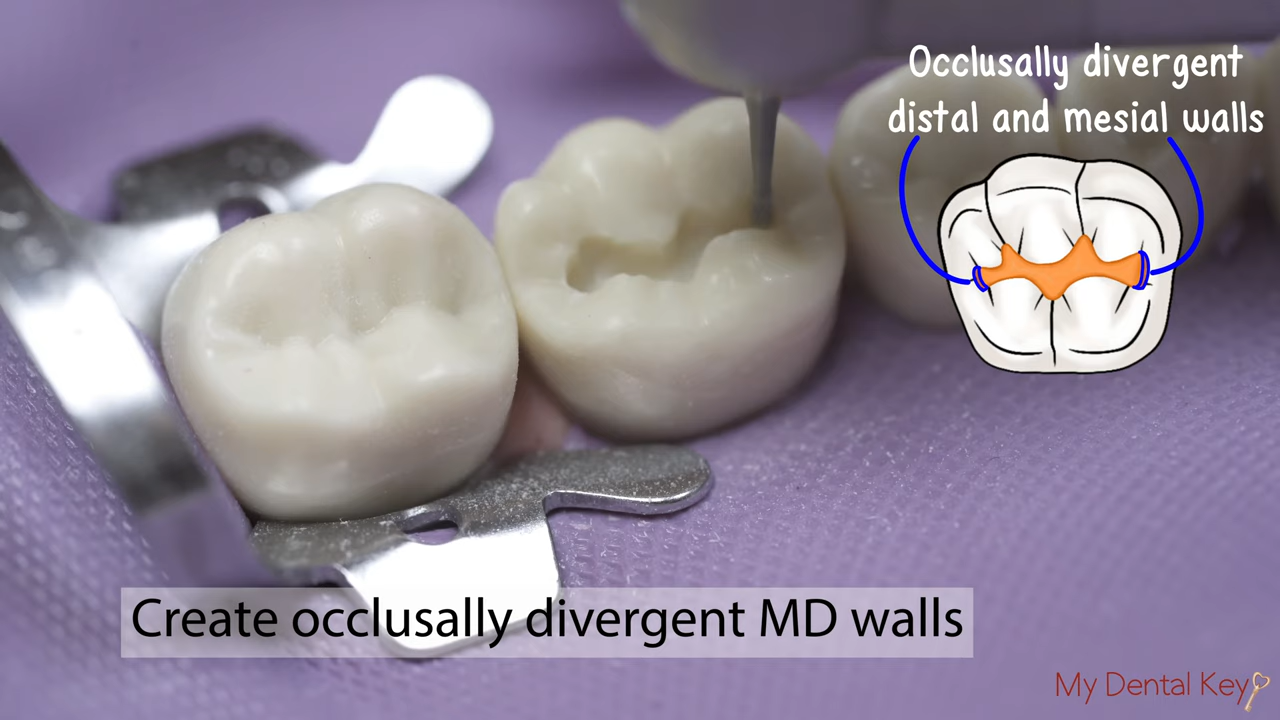 Occlusally divergent
distal and mesial walls
Create occlusally divergent MD walls
My Dental Key